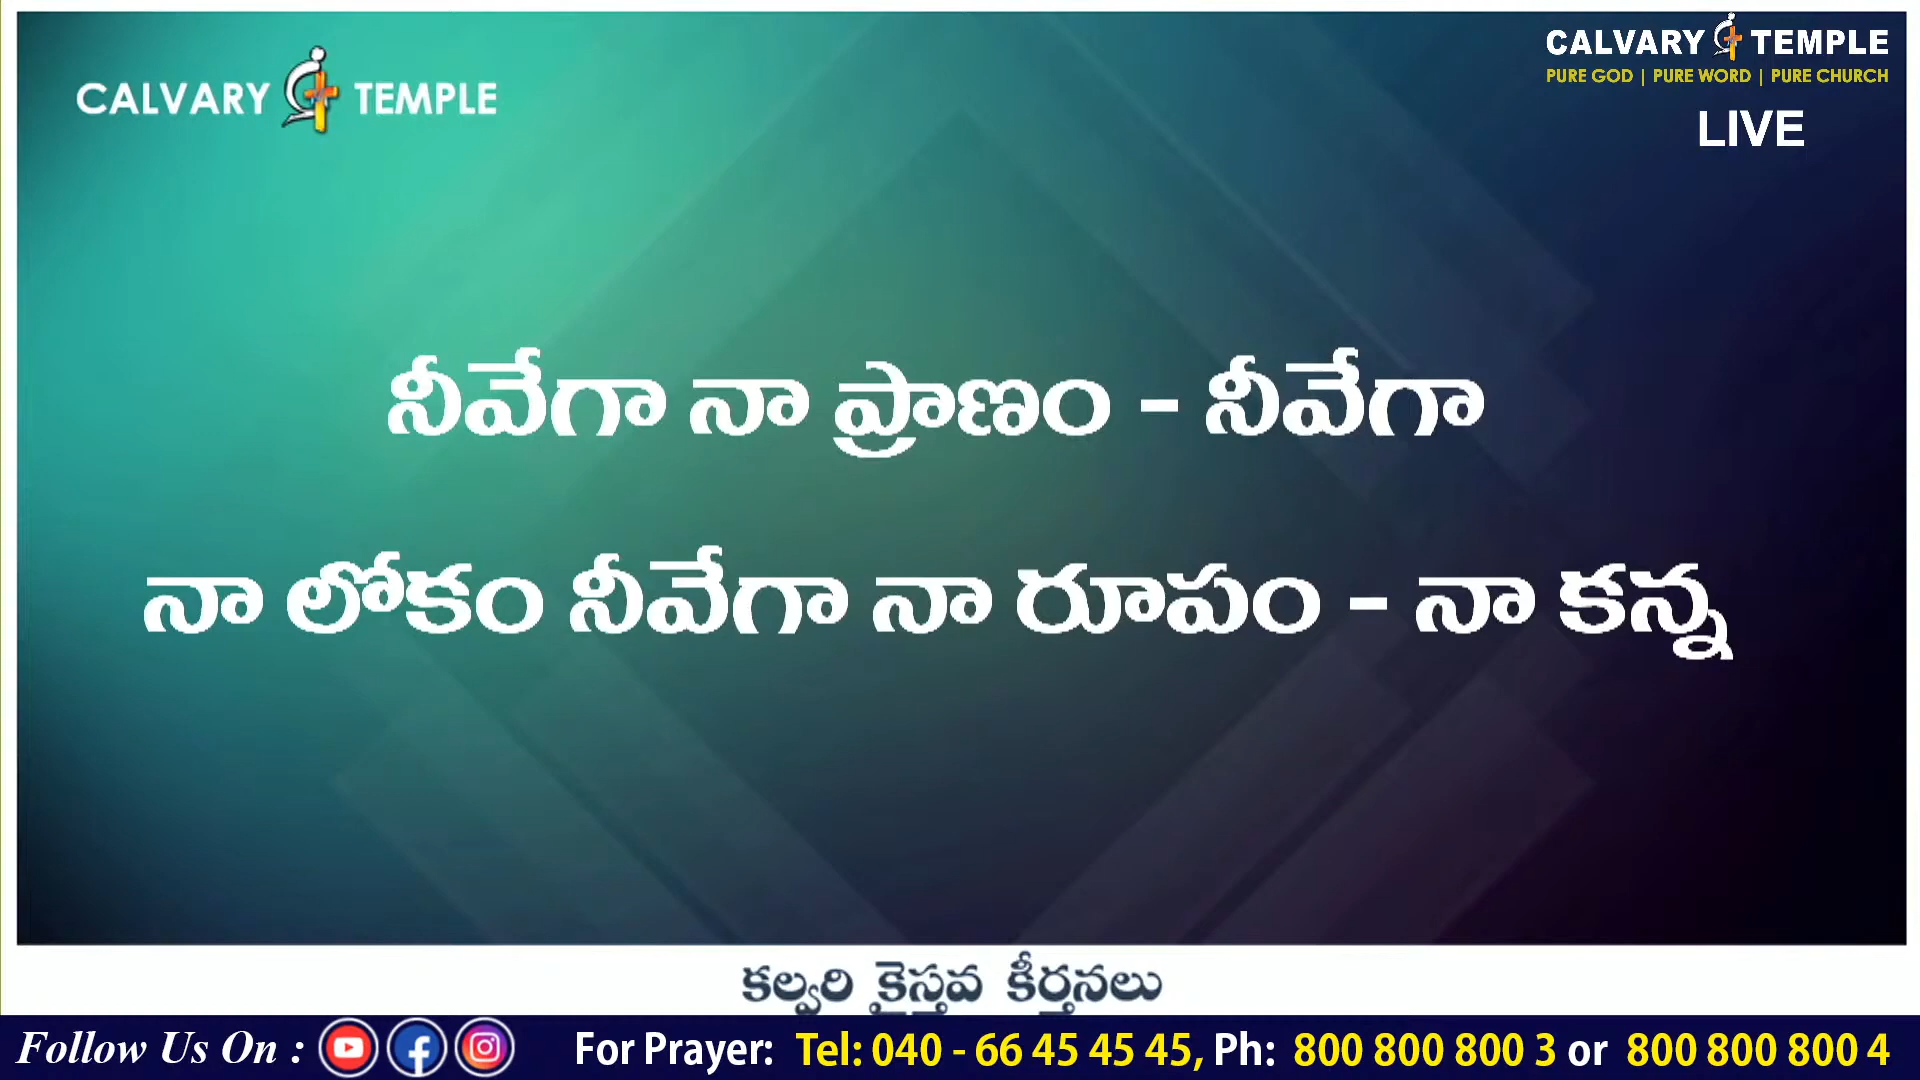 CALVARY TEMPLE
CALVARY TEMPLE
PURE GOD | PURE WORD | PURE CHURCH
LIVE
నీవేగా నా ప్రాణం - నీవేగా
నా లోకం నీవేగా నా రూపం - నా కన్న
కల్వరి క్రైస్తవ కీర్తనలు
Follow Us On : For Prayer: Tel: 040 - 66 45 45 45, Ph: 800 800 800 3 or 800 800 800 4